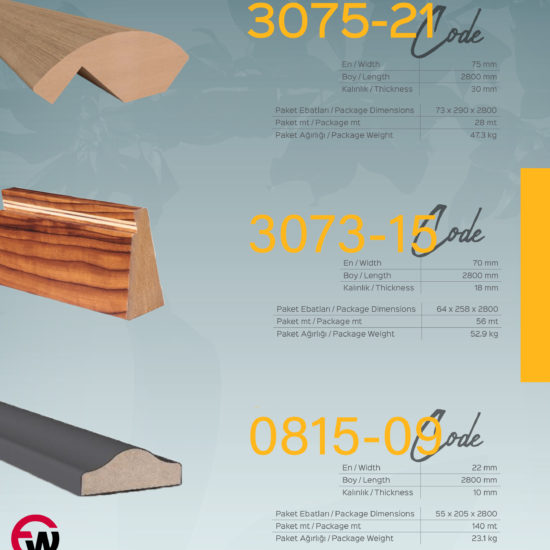 3075-21 Code
En / Width 75 mm
Boy / Length 2800 mm
Kalınlık / Thickness 30 mm
Paket Ebatları / Package Dimensions 73 x 290 x 2800
Paket mt / Package mt 28 mt
Paket Ağırlığı / Package Weight 47.3 kg
3073-15 Code
En / Width 70 mm
Boy / Length 2800 mm
Kalınlık / Thickness 18 mm
Paket Ebatları / Package Dimensions 64 x 258 x 2800
Paket mt / Package mt 56 mt
Paket Ağırlığı / Package Weight 52.9 kg
0815-09 Code
En / Width 22 mm
Boy / Length 2800 mm
Kalınlık / Thickness 10 mm
Paket Ebatları / Package Dimensions 55 x 205 x 2800
Paket mt / Package mt 140 mt
Paket Ağırlığı / Package Weight 23.1 kg